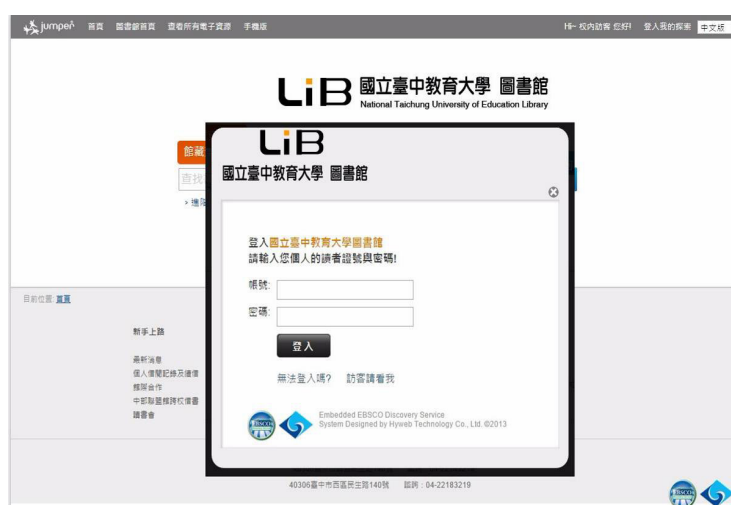 jumper 首頁 圖書館首頁 查看所有電子資源 手機版 Hi~ 校內訪客 您好! 登入我的探索 中文版
LiB 國立臺中教育大學 圖書館
National Taichung University of Education Library
館藏
查找
› 進階
LiB
國立臺中教育大學 圖書館
登入國立臺中教育大學圖書館
請輸入您個人的讀者證號與密碼!
帳號:
密碼:
登入
無法登入嗎? 訪客請看我
EBSCO
Embedded EBSCO Discovery Service
System Designed by Hyweb Technology Co., Ltd. ©2013
目前位置: 首頁
新手上路
最新消息
個人借閱記錄及續借
館際合作
中部聯盟館跨校借書
讀書會
40306臺中市西區民生路140號 諮詢：04-22183219
EBSCO